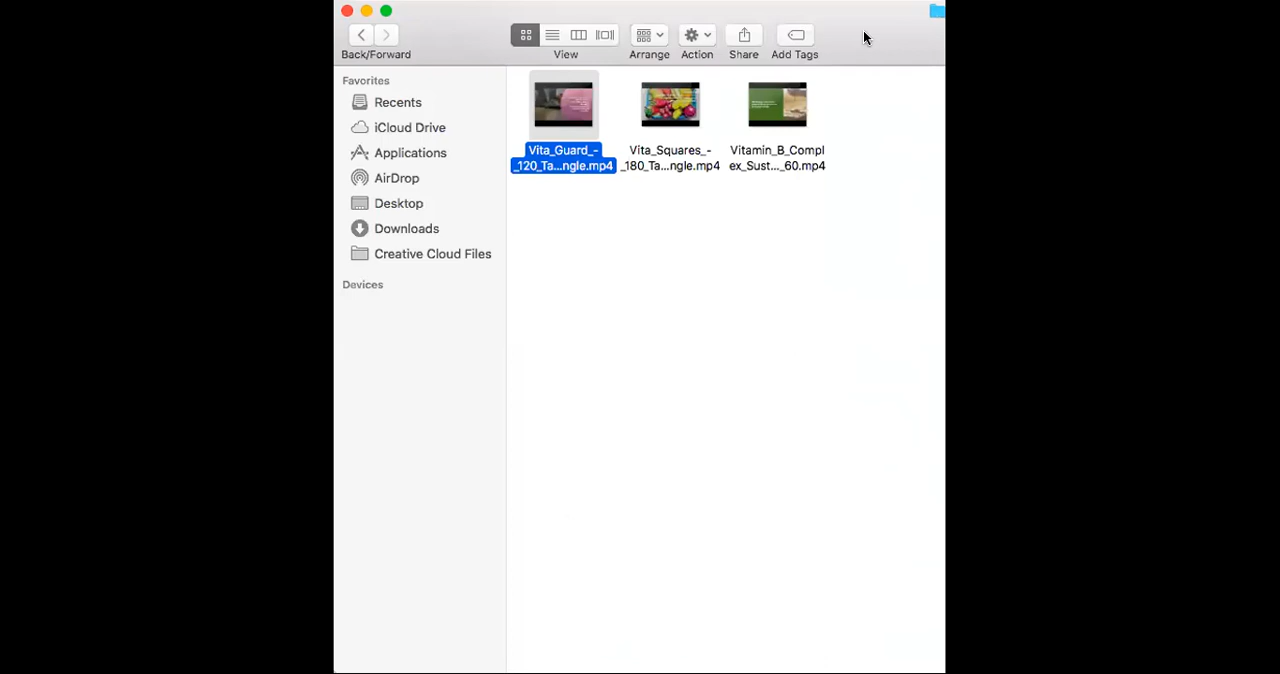 Back/Forward
View
Arrange
Action
Share
Add Tags
Favorites
Recents
iCloud Drive
Applications
AirDrop
Desktop
Downloads
Creative Cloud Files
Devices
Vita_Guard_-
_120_Ta...ngle.mp4
Vita_Squares_-
_180_Ta...ngle.mp4
Vitamin_B_Compl
ex_Sust..._60.mp4